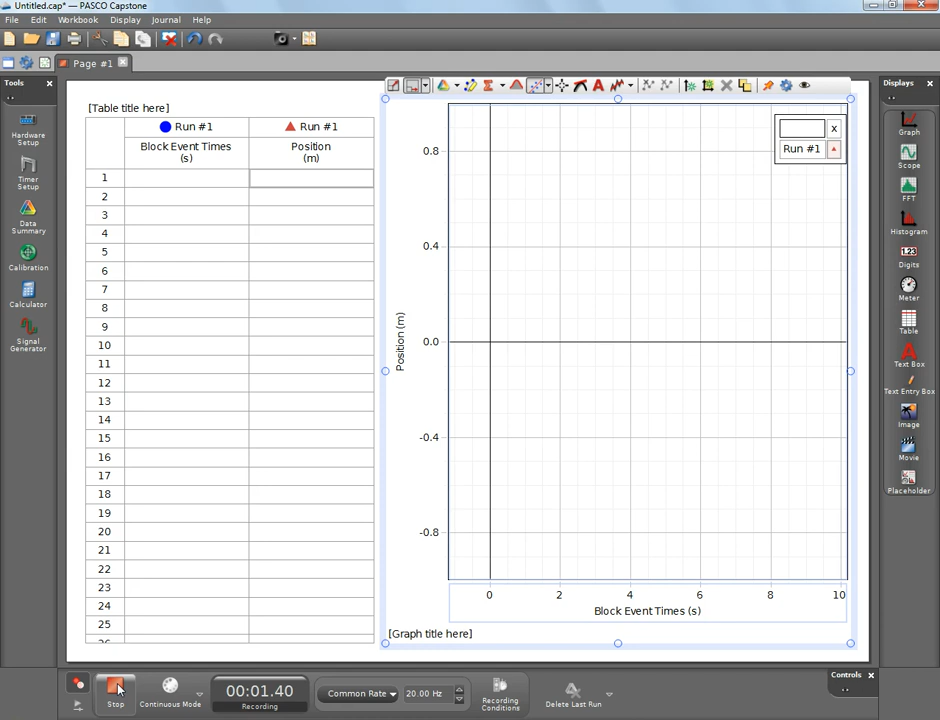 Untitled.cap* — PASCO Capstone
File Edit Workbook Display Journal Help
Page #1
Tools
Hardware
Setup
Timer
Setup
Data
Summary
Calibration
Calculator
Signal
Generator
[Table title here]
Run #1 Run #1
Block Event Times
(s)
Position
(m)
1
2
3
4
5
6
7
8
9
10
11
12
13
14
15
16
17
18
19
20
21
22
23
24
25
26
x
Run #1
0.8
0.4
0.0
-0.4
-0.8
Position (m)
0 2 4 6 8 10
Block Event Times (s)
[Graph title here]
Displays
Graph
Scope
FFT
Histogram
1.23
Digits
Meter
Table
Text Box
Text Entry Box
Image
Movie
Placeholder
Stop
Continuous Mode
00:01.40
Recording
Common Rate
20.00 Hz
Recording
Conditions
Delete Last Run
Controls